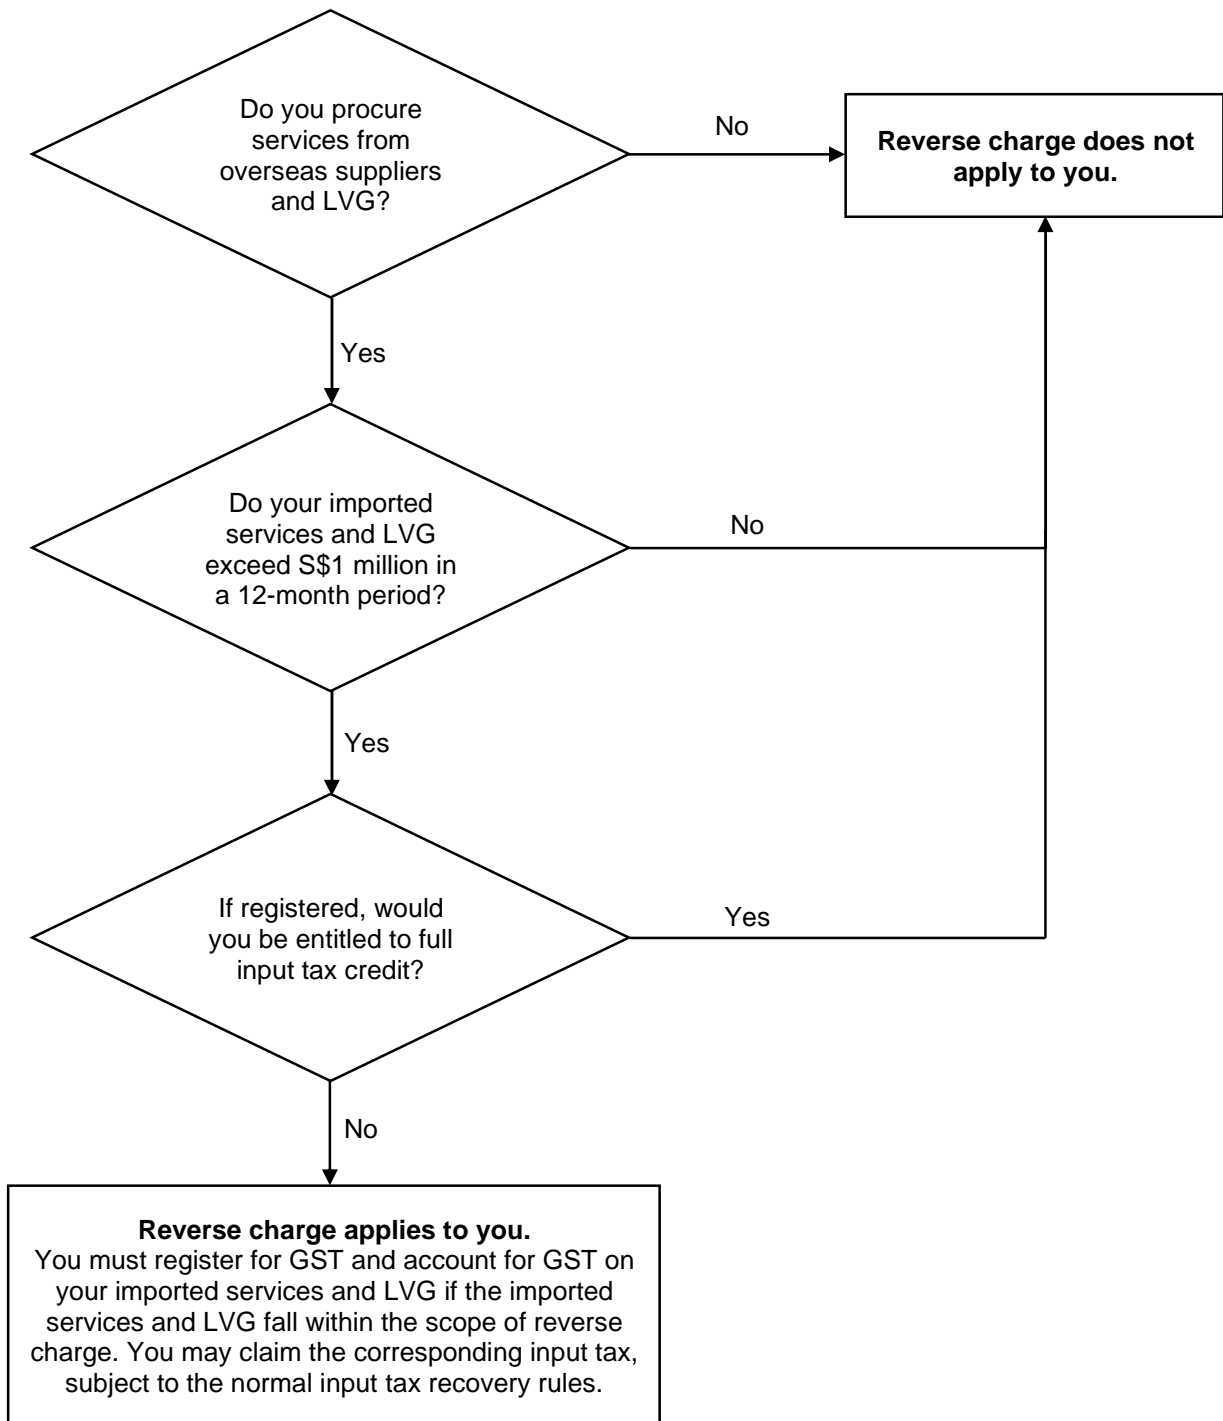 Do you procure
services from
overseas suppliers
and LVG?
No
Reverse charge does not
apply to you.
Yes
Do your imported
services and LVG
exceed S$1 million in
a 12-month period?
No
Yes
If registered, would
you be entitled to full
input tax credit?
Yes
No
Reverse charge applies to you.
You must register for GST and account for GST on
your imported services and LVG if the imported
services and LVG fall within the scope of reverse
charge. You may claim the corresponding input tax,
subject to the normal input tax recovery rules.